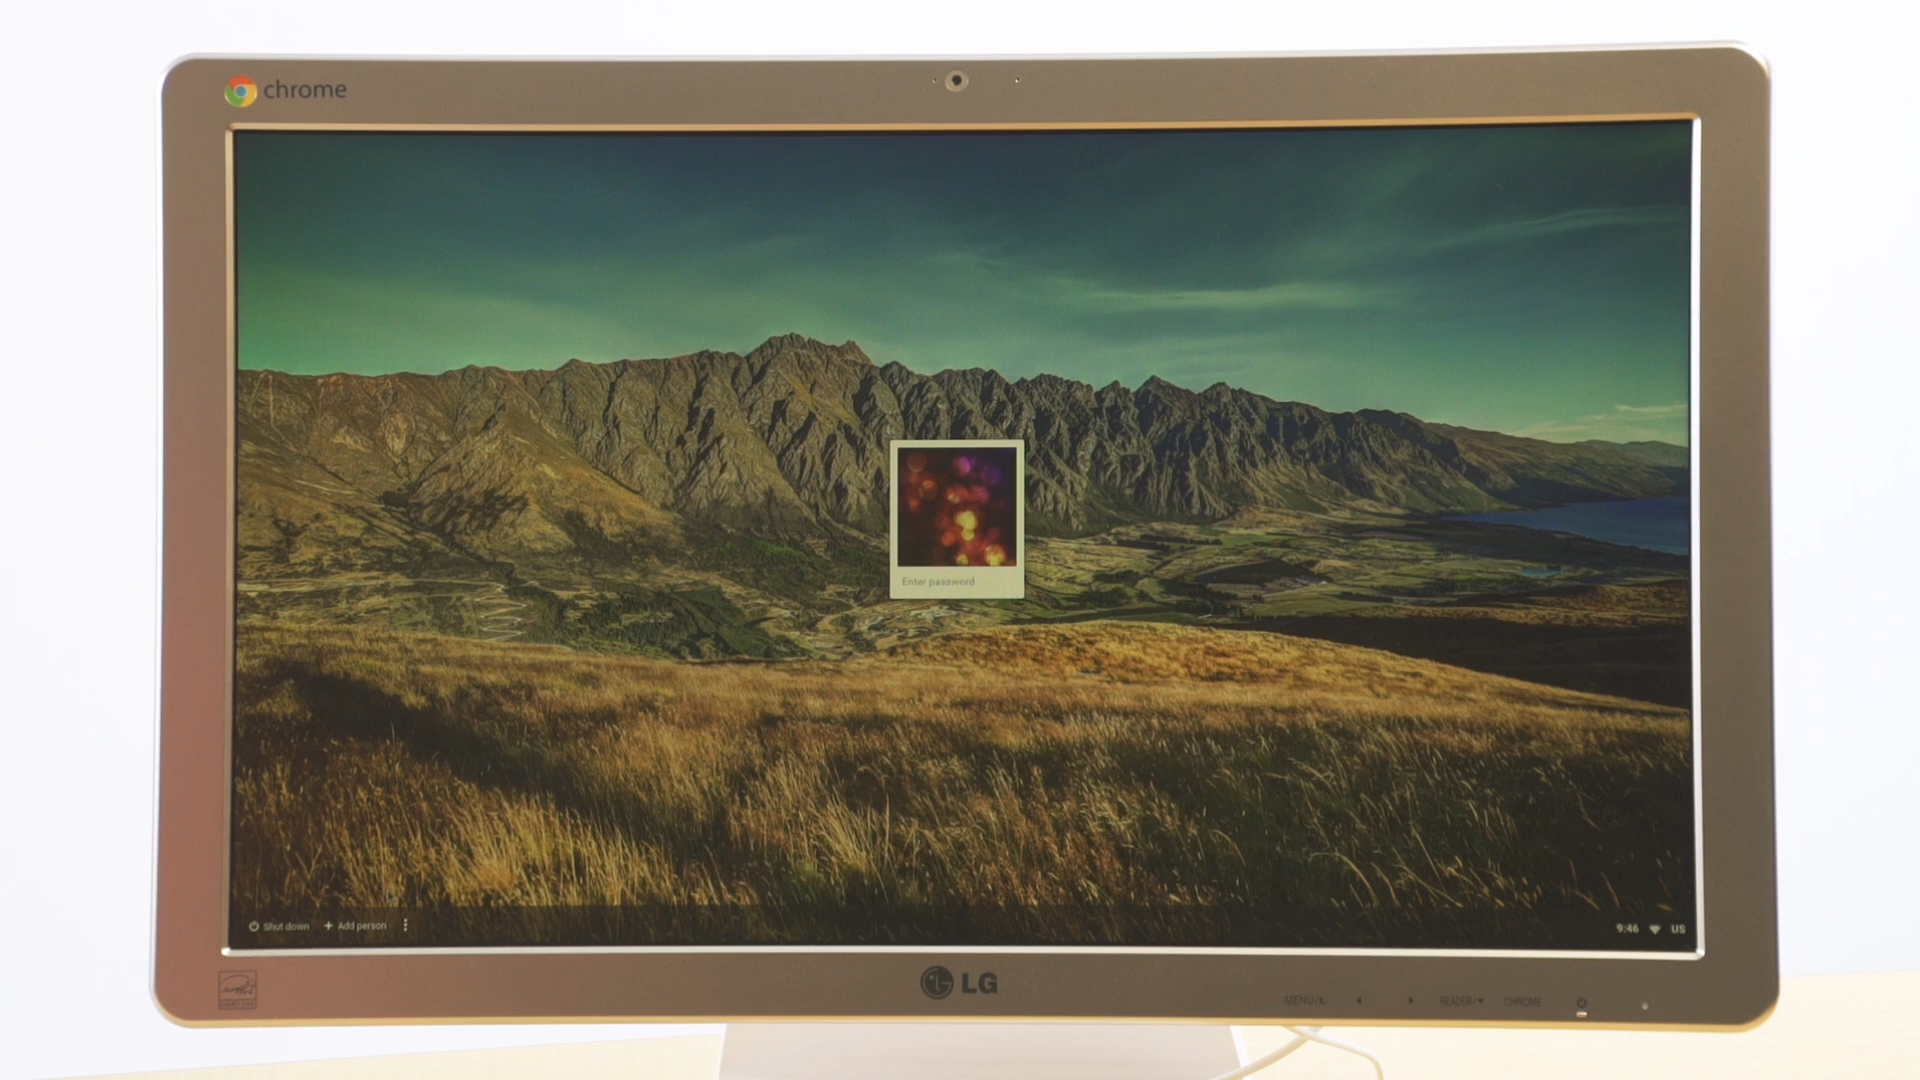 chrome
Enter password
Shut down + Add person
9:46 US
LG
MENU/ READER/ CHROME